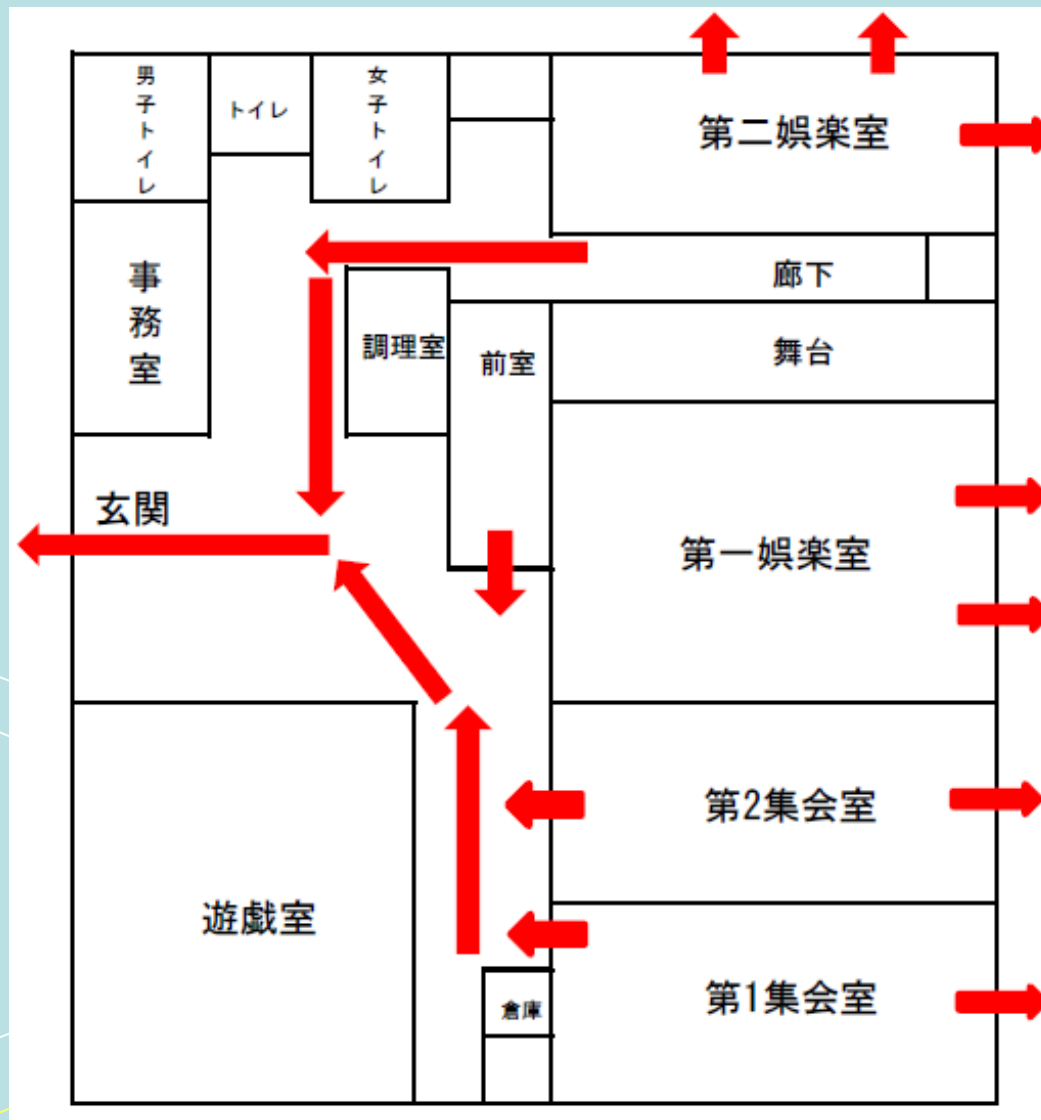 男子トイレ
トイレ
女子トイレ
第二娯楽室
事務室
廊下
調理室
前室
舞台
玄関
第一娯楽室
第2集会室
遊戯室
第1集会室
倉庫